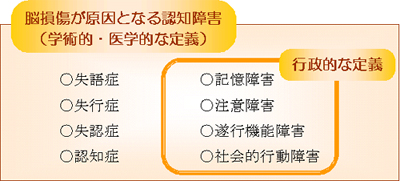 脳損傷が原因となる認知障害
（学術的・医学的な定義）
行政的な定義
○失語症
○失行症
○失認症
○認知症
○記憶障害
○注意障害
○遂行機能障害
○社会的行動障害